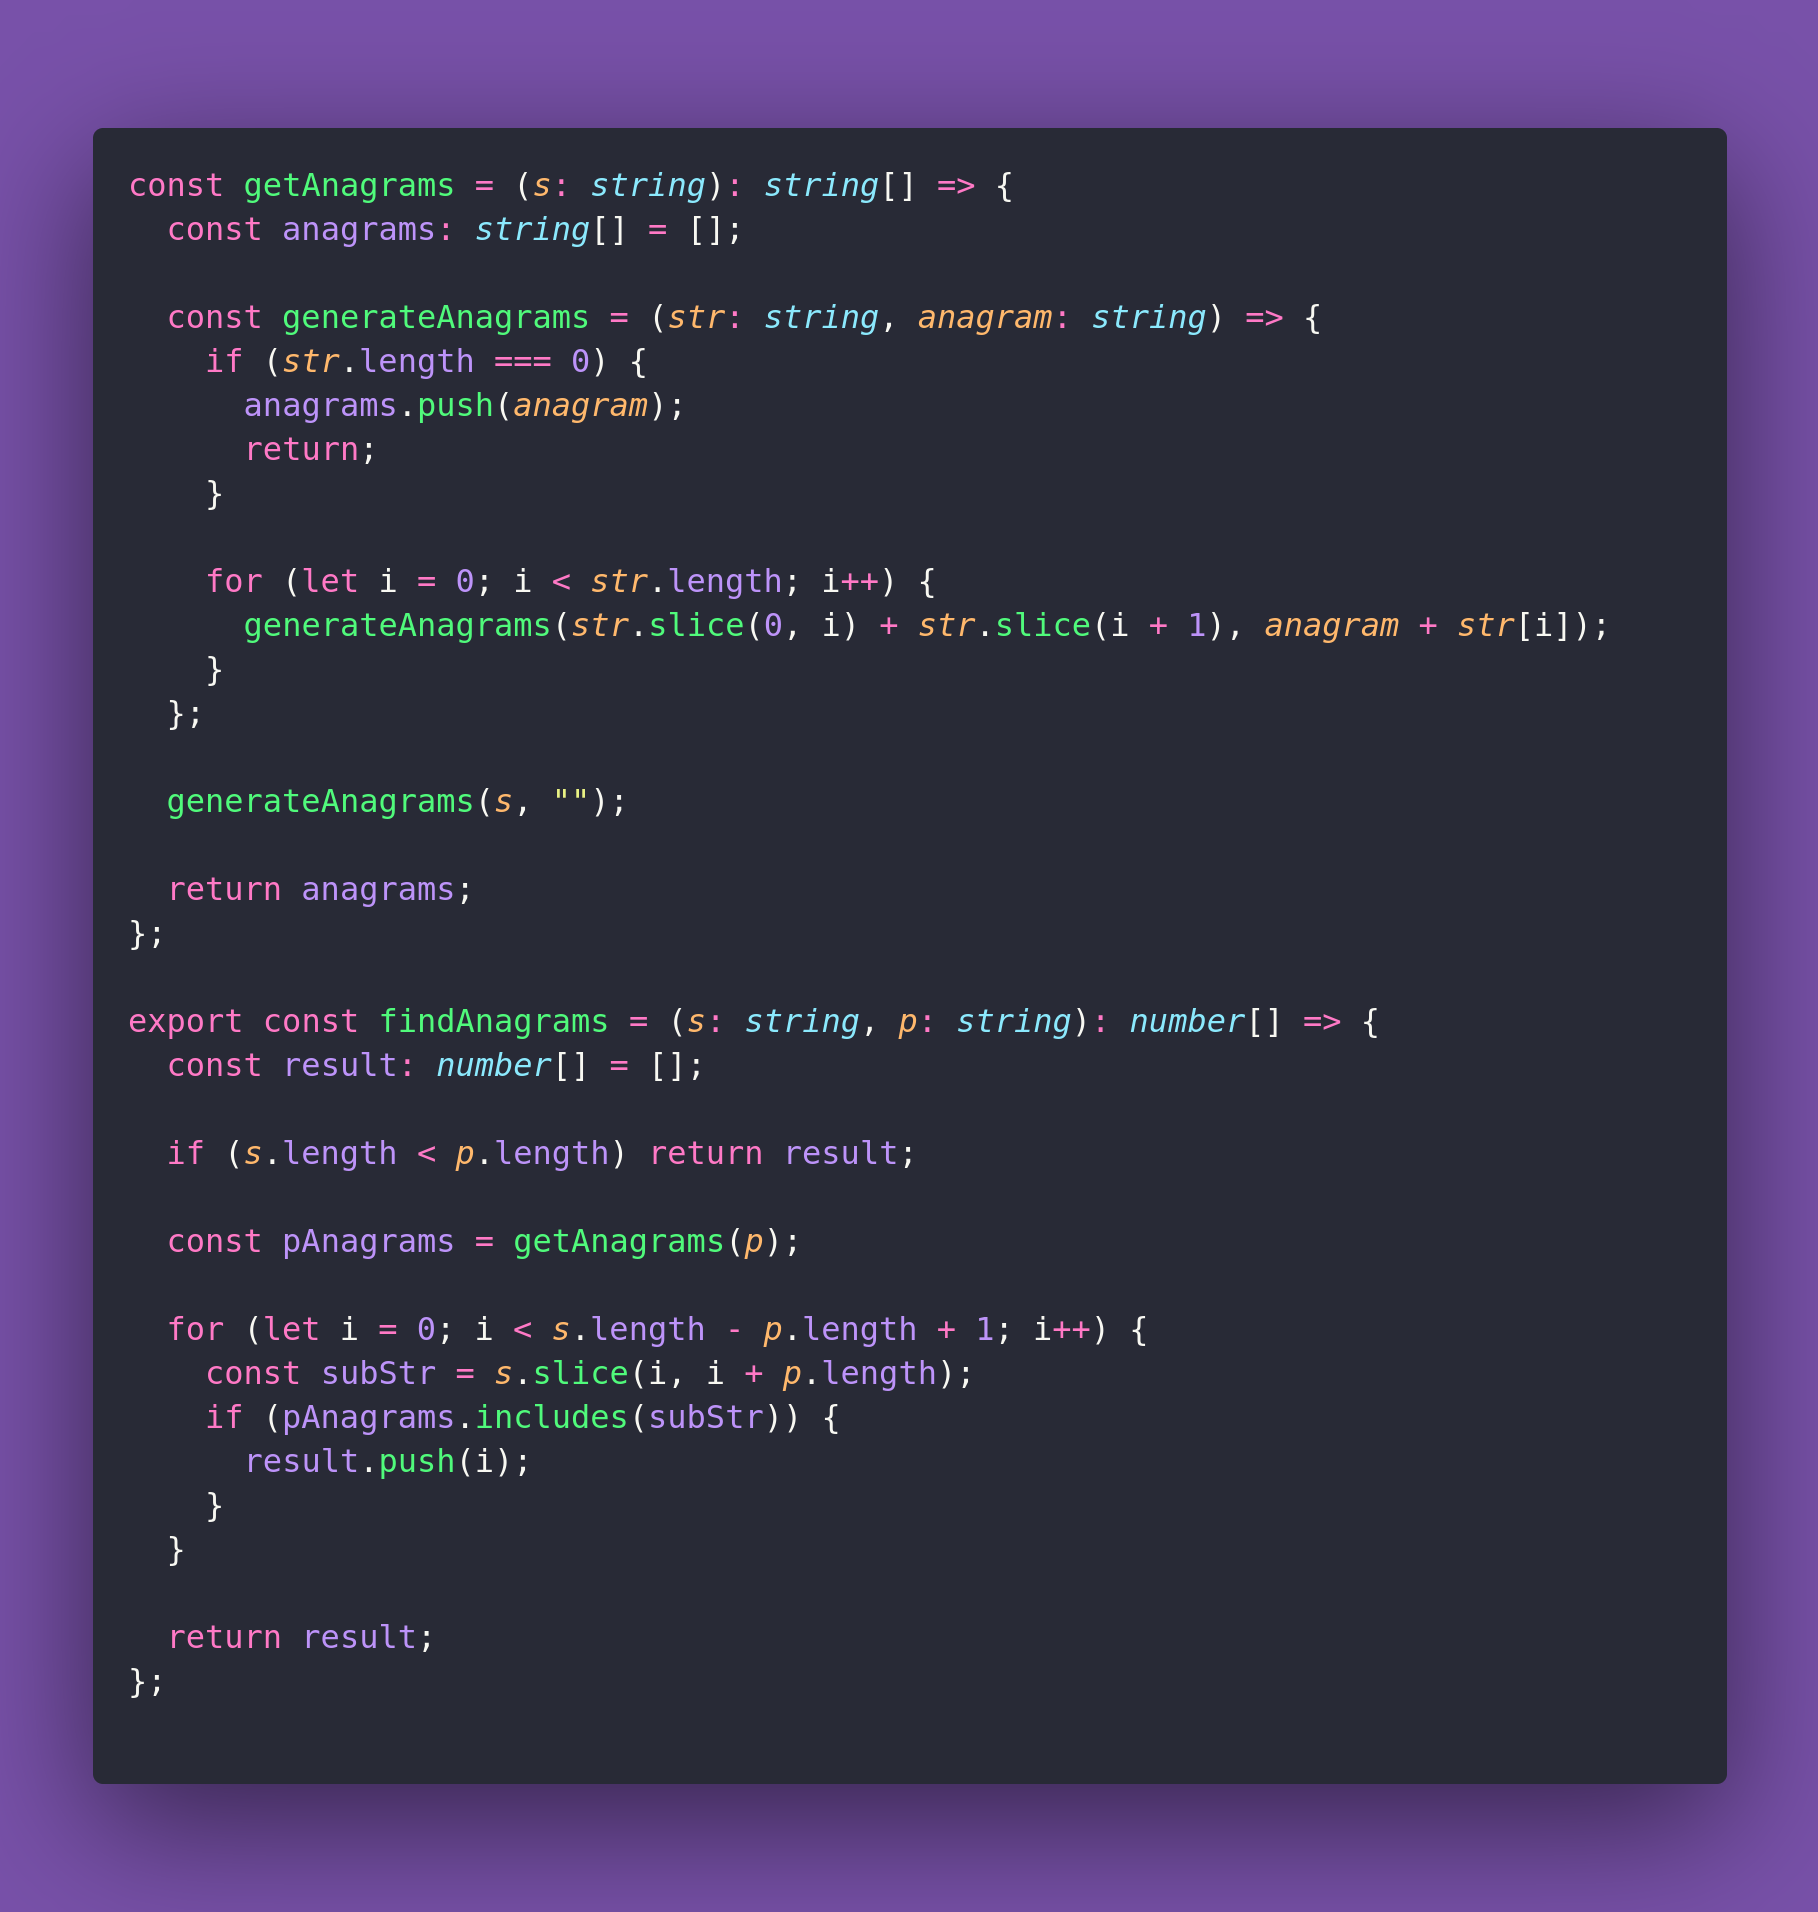 const getAnagrams = (s: string): string[] => {
  const anagrams: string[] = [];

  const generateAnagrams = (str: string, anagram: string) => {
    if (str.length === 0) {
      anagrams.push(anagram);
      return;
    }

    for (let i = 0; i < str.length; i++) {
      generateAnagrams(str.slice(0, i) + str.slice(i + 1), anagram + str[i]);
    }
  };

  generateAnagrams(s, "");

  return anagrams;
};

export const findAnagrams = (s: string, p: string): number[] => {
  const result: number[] = [];

  if (s.length < p.length) return result;

  const pAnagrams = getAnagrams(p);

  for (let i = 0; i < s.length - p.length + 1; i++) {
    const subStr = s.slice(i, i + p.length);
    if (pAnagrams.includes(subStr)) {
      result.push(i);
    }
  }

  return result;
};